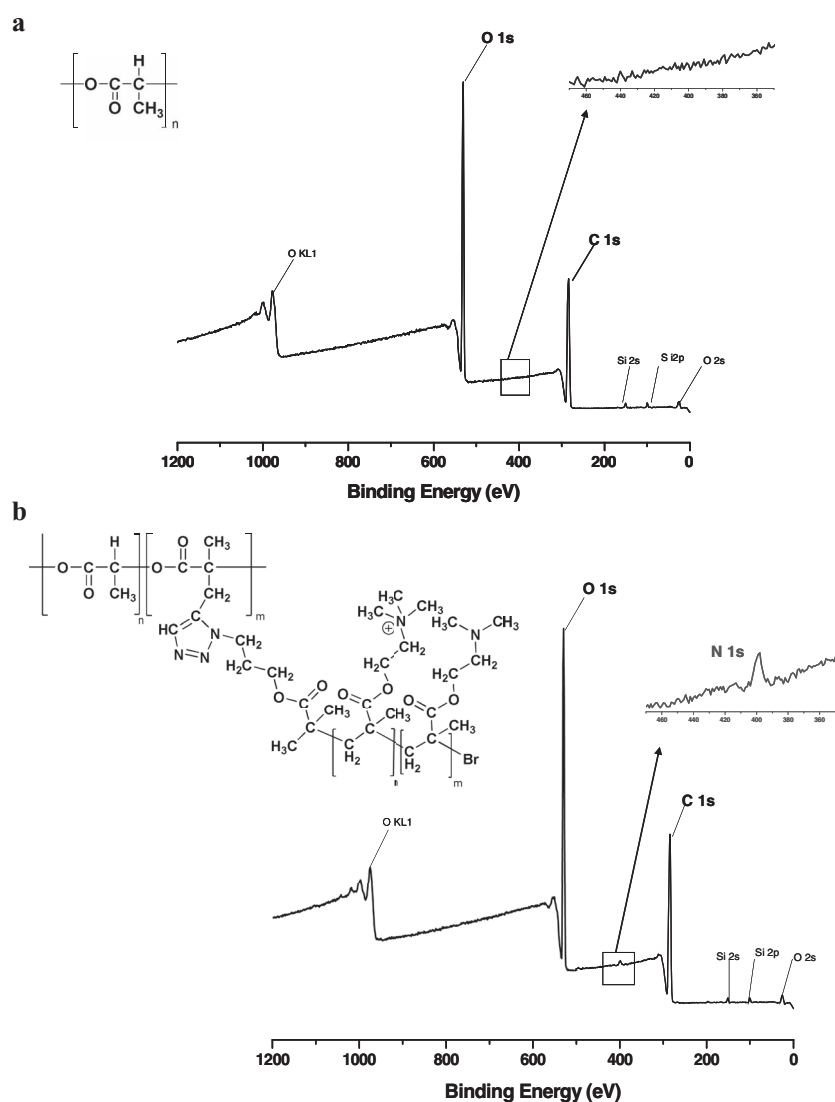 a
H
O C C
O CH₃
n
O 1s
460 440 420 400 380 360
C 1s
O KL1
Si 2s S i2p O 2s
1200 1000 800 600 400 200 0
Binding Energy (eV)
b
H O CH₃
O C C O C C
O CH₃ CH₂
n m
HC C
N=N N
CH₂
H₂C CH₂
O O
C
CH₃
C
H₃C
CH₃
H₃C N CH₃
⊕
CH₂
H₂C
O
O C
CH₃
C
CH₂
n
H₃C CH₃
N
CH₂
H₂C
O
O C
CH₃
C
CH₂
Br
m
O 1s
N 1s
460 440 420 400 380 360
C 1s
O KL1
Si 2s Si 2p O 2s
1200 1000 800 600 400 200 0
Binding Energy (eV)